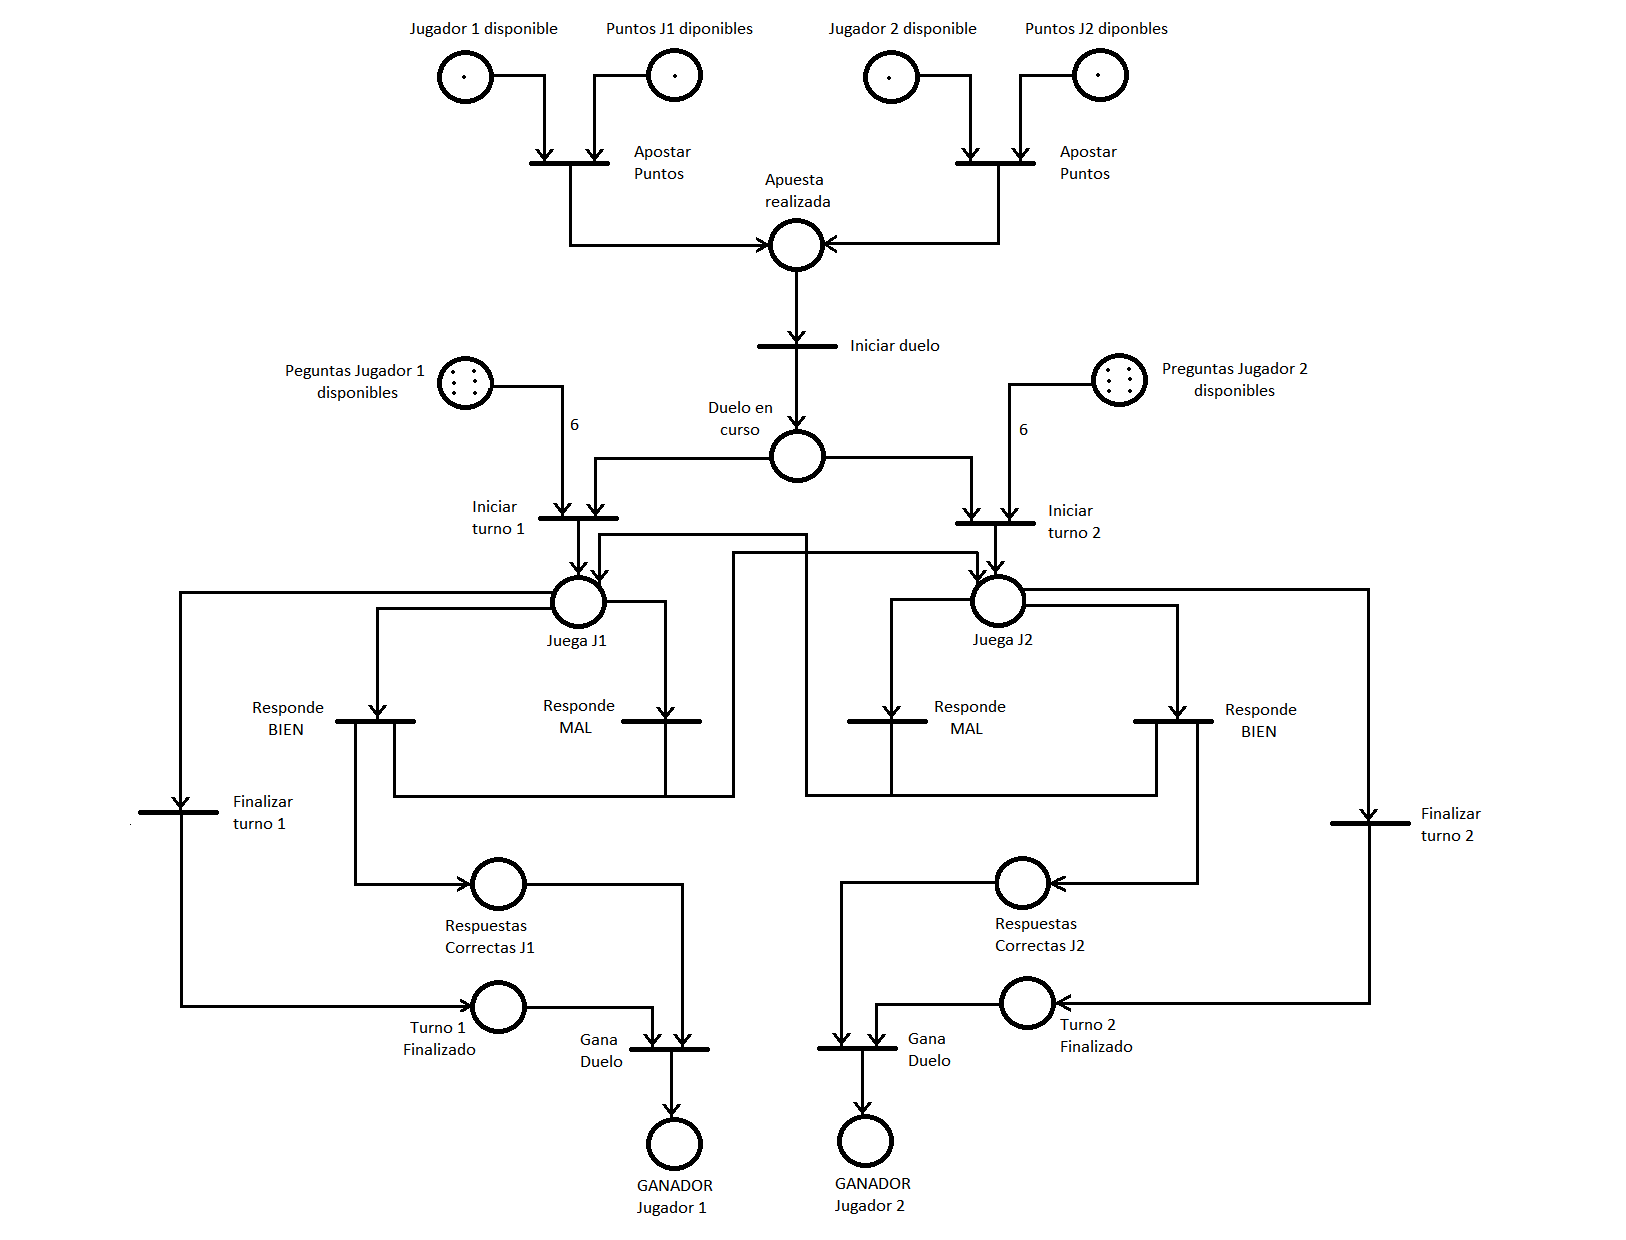 Jugador 1 disponible
Puntos J1 diponibles
Jugador 2 disponible
Puntos J2 diponbles
Apostar
Puntos
Apostar
Puntos
Apuesta
realizada
Iniciar duelo
Peguntas Jugador 1
disponibles
Preguntas Jugador 2
disponibles
6
6
Duelo en
curso
Iniciar
turno 1
Iniciar
turno 2
Juega J1
Juega J2
Responde
BIEN
Responde
MAL
Responde
MAL
Responde
BIEN
Finalizar
turno 1
Finalizar
turno 2
Respuestas
Correctas J1
Respuestas
Correctas J2
Turno 1
Finalizado
Turno 2
Finalizado
Gana
Duelo
Gana
Duelo
GANADOR
Jugador 1
GANADOR
Jugador 2